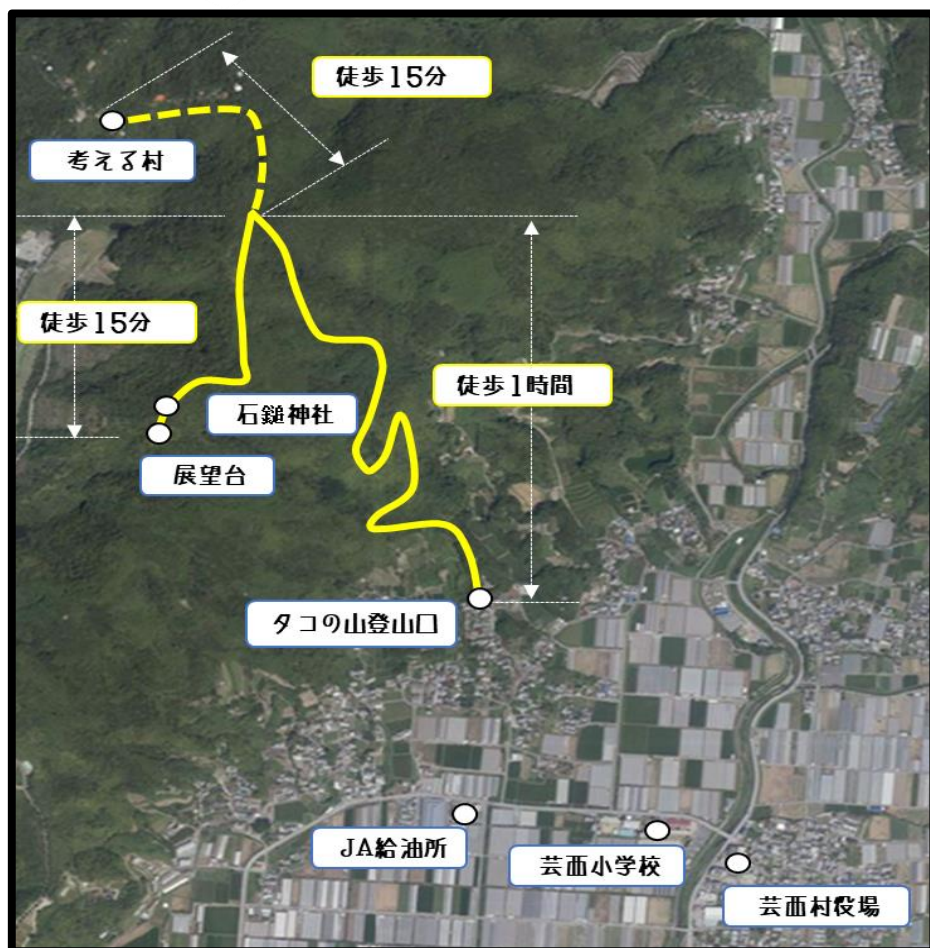 徒歩15分
考える村
徒歩15分
徒歩1時間
石鎚神社
展望台
タコの山登山口
JA給油所
芸西小学校
芸西村役場